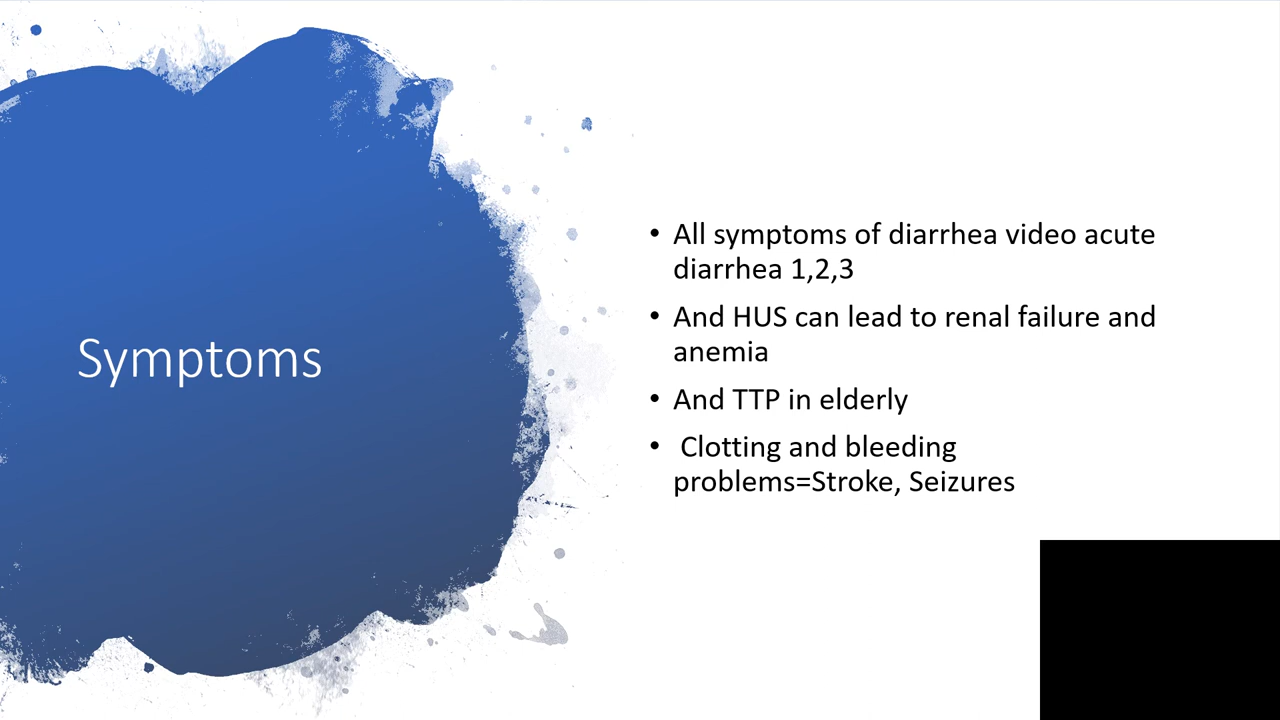 Symptoms
• All symptoms of diarrhea video acute
diarrhea 1,2,3
• And HUS can lead to renal failure and
anemia
• And TTP in elderly
• Clotting and bleeding
problems=Stroke, Seizures